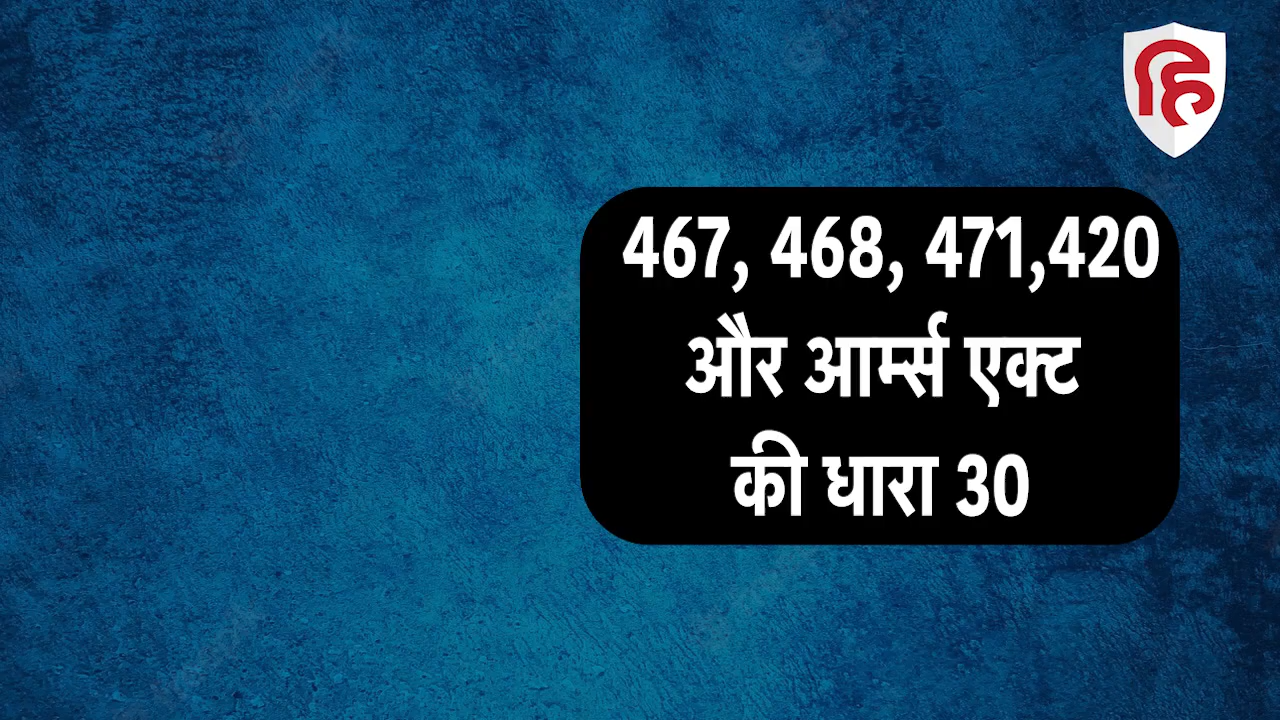 हि
467, 468, 471,420
और आर्म्स एक्ट
की धारा 30